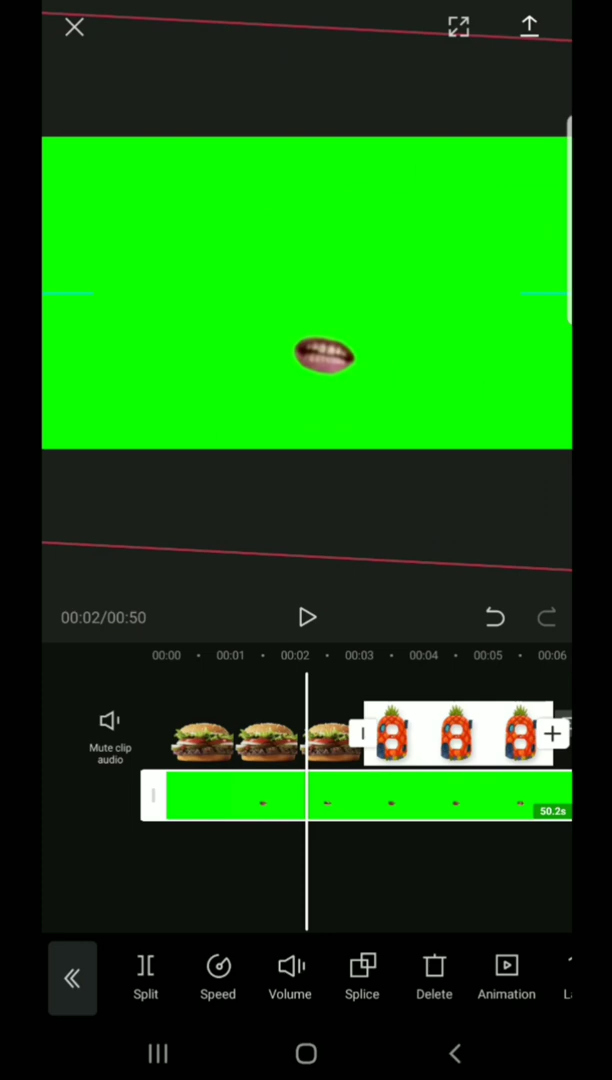 00:02/00:50
00:00 • 00:01 • 00:02 • 00:03 • 00:04 • 00:05 • 00:06
Mute clip
audio
50.2s
Split Speed Volume Splice Delete Animation